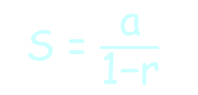 S = a/(1-r)